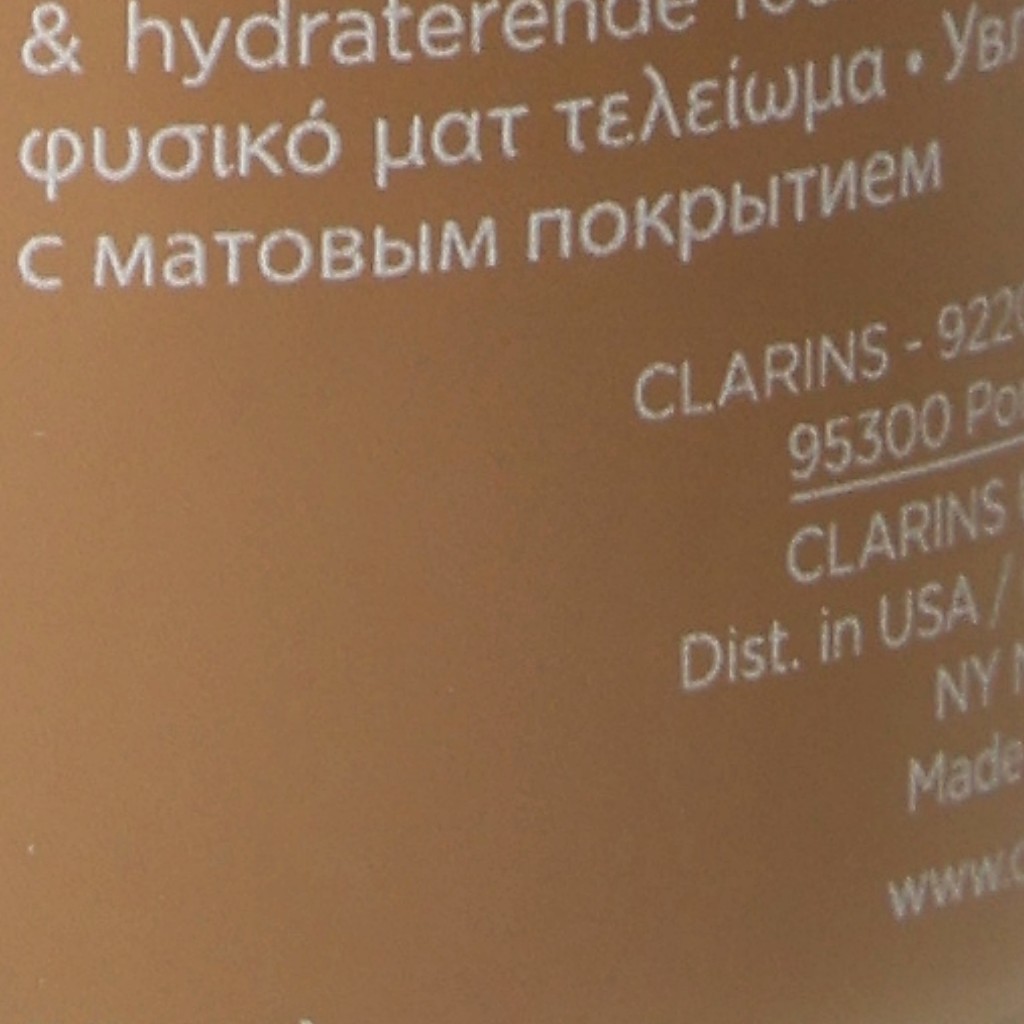 & hydraterende
φυσικό ματ τελείωμα •
с матовым покрытием
CLARINS -
95300
CLARINS
Dist. in USA /
NY
Made